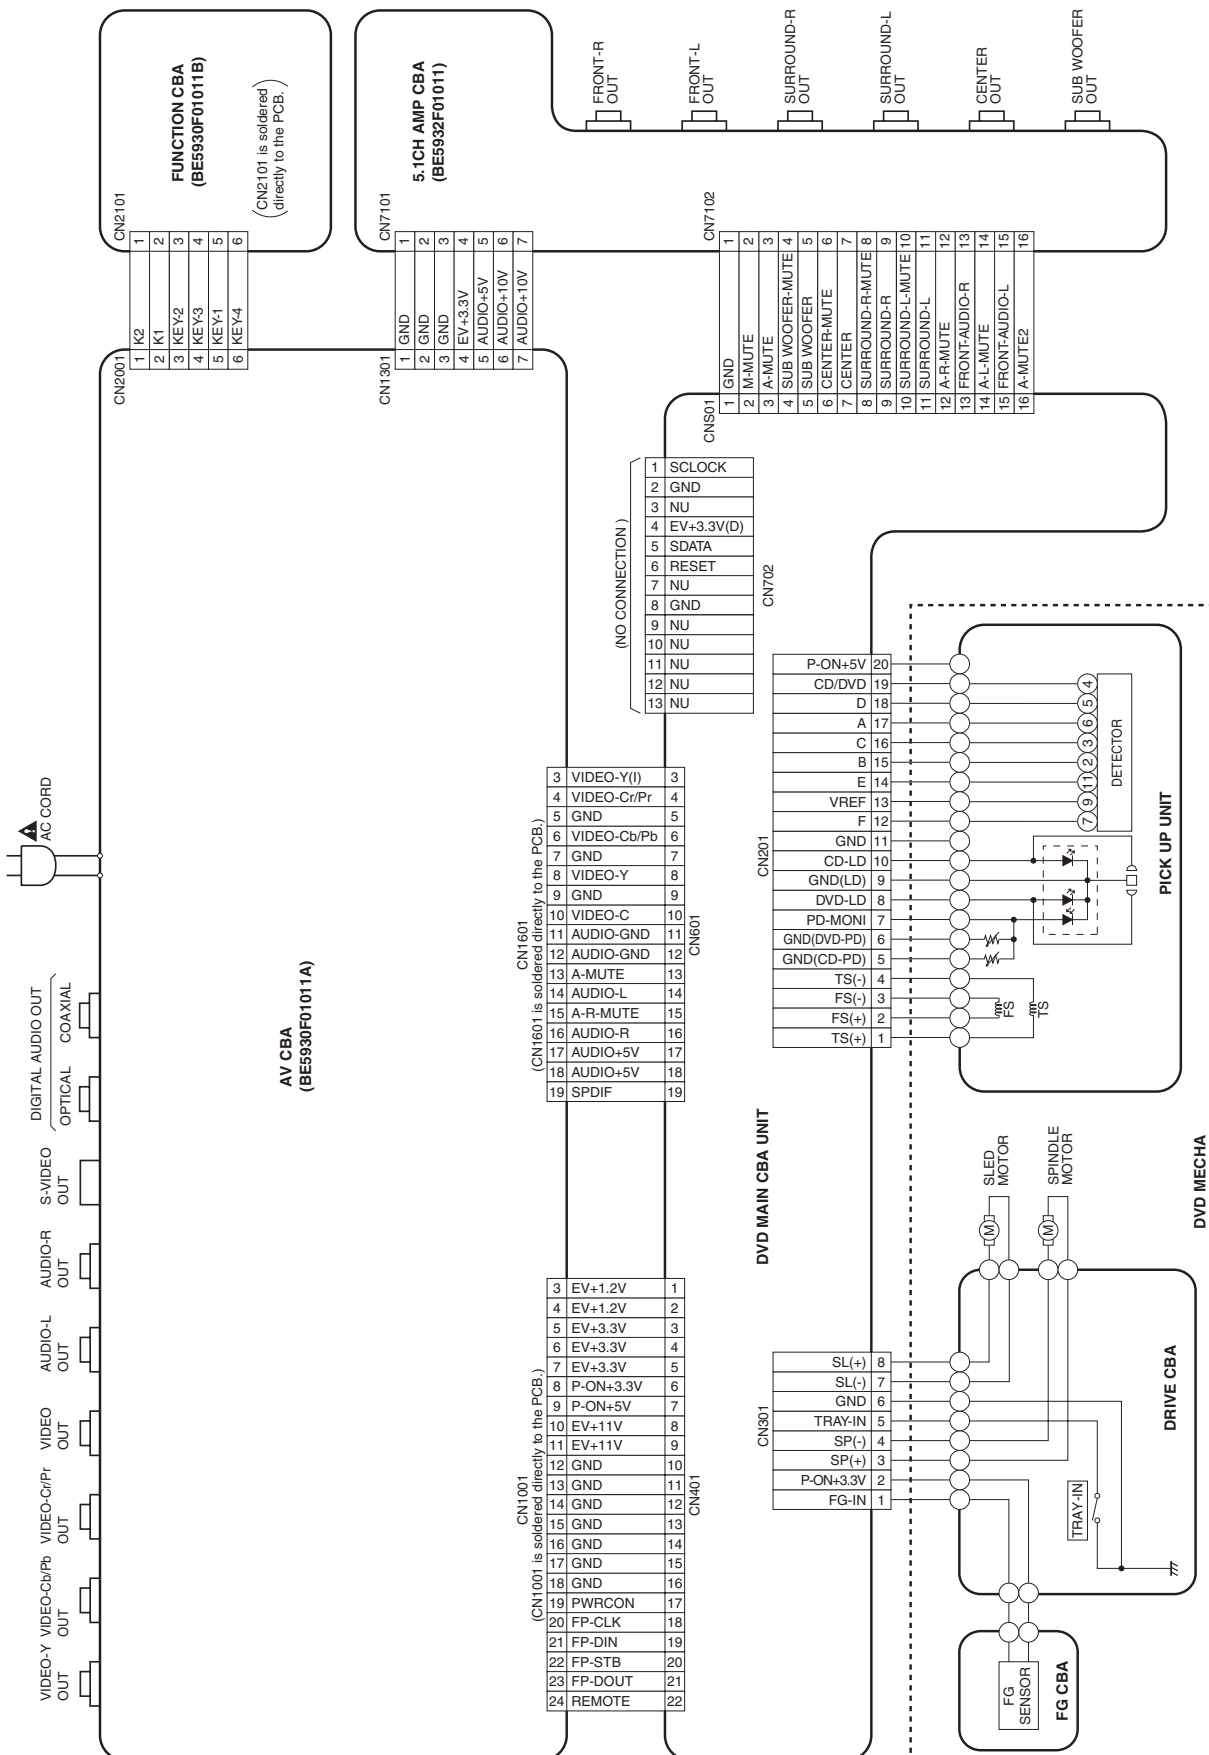 VIDEO-Y
OUT
VIDEO-Cb/Pb
OUT
VIDEO-Cr/Pr
OUT
VIDEO
OUT
AUDIO-L
OUT
AUDIO-R
OUT
S-VIDEO
OUT
DIGITAL AUDIO OUT
OPTICAL
COAXIAL
AC CORD
AV CBA
(BE5930F01011A)
FUNCTION CBA
(BE5930F01011B)
(CN2101 is soldered
directly to the PCB.)
CN2001
CN2101
1 K2 1
2 K1 2
3 KEY-2 3
4 KEY-3 4
5 KEY-1 5
6 KEY-4 6
5.1CH AMP CBA
(BE5932F01011)
CN1301
CN7101
1 GND 1
2 GND 2
3 GND 3
4 EV+3.3V 4
5 AUDIO+5V 5
6 AUDIO+10V 6
7 AUDIO+10V 7
FRONT-R
OUT
FRONT-L
OUT
SURROUND-R
OUT
SURROUND-L
OUT
CENTER
OUT
SUB WOOFER
OUT
CNS01
CN7102
1 GND 1
2 M-MUTE 2
3 A-MUTE 3
4 SUB WOOFER-MUTE 4
5 SUB WOOFER 5
6 CENTER-MUTE 6
7 CENTER 7
8 SURROUND-R-MUTE 8
9 SURROUND-R 9
10 SURROUND-L-MUTE 10
11 SURROUND-L 11
12 A-R-MUTE 12
13 FRONT-AUDIO-R 13
14 A-L-MUTE 14
15 FRONT-AUDIO-L 15
16 A-MUTE2 16
(NO CONNECTION )
1 SCLOCK
2 GND
3 NU
4 EV+3.3V(D)
5 SDATA
6 RESET
7 NU
8 GND
9 NU
10 NU
11 NU
12 NU
13 NU
CN702
CN1601
(CN1601 is soldered directly to the PCB.)
3 VIDEO-Y(I) 3
4 VIDEO-Cr/Pr 4
5 GND 5
6 VIDEO-Cb/Pb 6
7 GND 7
8 VIDEO-Y 8
9 GND 9
10 VIDEO-C 10
11 AUDIO-GND 11
12 AUDIO-GND 12
13 A-MUTE 13
14 AUDIO-L 14
15 A-R-MUTE 15
16 AUDIO-R 16
17 AUDIO+5V 17
18 AUDIO+5V 18
19 SPDIF 19
CN601
CN1001
(CN1001 is soldered directly to the PCB.)
3 EV+1.2V 1
4 EV+1.2V 2
5 EV+3.3V 3
6 EV+3.3V 4
7 EV+3.3V 5
8 P-ON+3.3V 6
9 P-ON+5V 7
10 EV+11V 8
11 EV+11V 9
12 GND 10
13 GND 11
14 GND 12
15 GND 13
16 GND 14
17 GND 15
18 GND 16
19 PWRCON 17
20 FP-CLK 18
21 FP-DIN 19
22 FP-STB 20
23 FP-DOUT 21
24 REMOTE 22
CN401
DVD MAIN CBA UNIT
CN201
P-ON+5V 20
CD/DVD 19
D 18
A 17
C 16
B 15
E 14
VREF 13
F 12
GND 11
CD-LD 10
GND(LD) 9
DVD-LD 8
PD-MONI 7
GND(DVD-PD) 6
GND(CD-PD) 5
TS(-) 4
FS(-) 3
FS(+) 2
TS(+) 1
4
5
6
3
2
11
9
7
DETECTOR
FS
TS
PICK UP UNIT
CN301
SL(+) 8
SL(-) 7
GND 6
TRAY-IN 5
SP(-) 4
SP(+) 3
P-ON+3.3V 2
FG-IN 1
M
SLED
MOTOR
M
SPINDLE
MOTOR
TRAY-IN
DRIVE CBA
FG
SENSOR
FG CBA
DVD MECHA